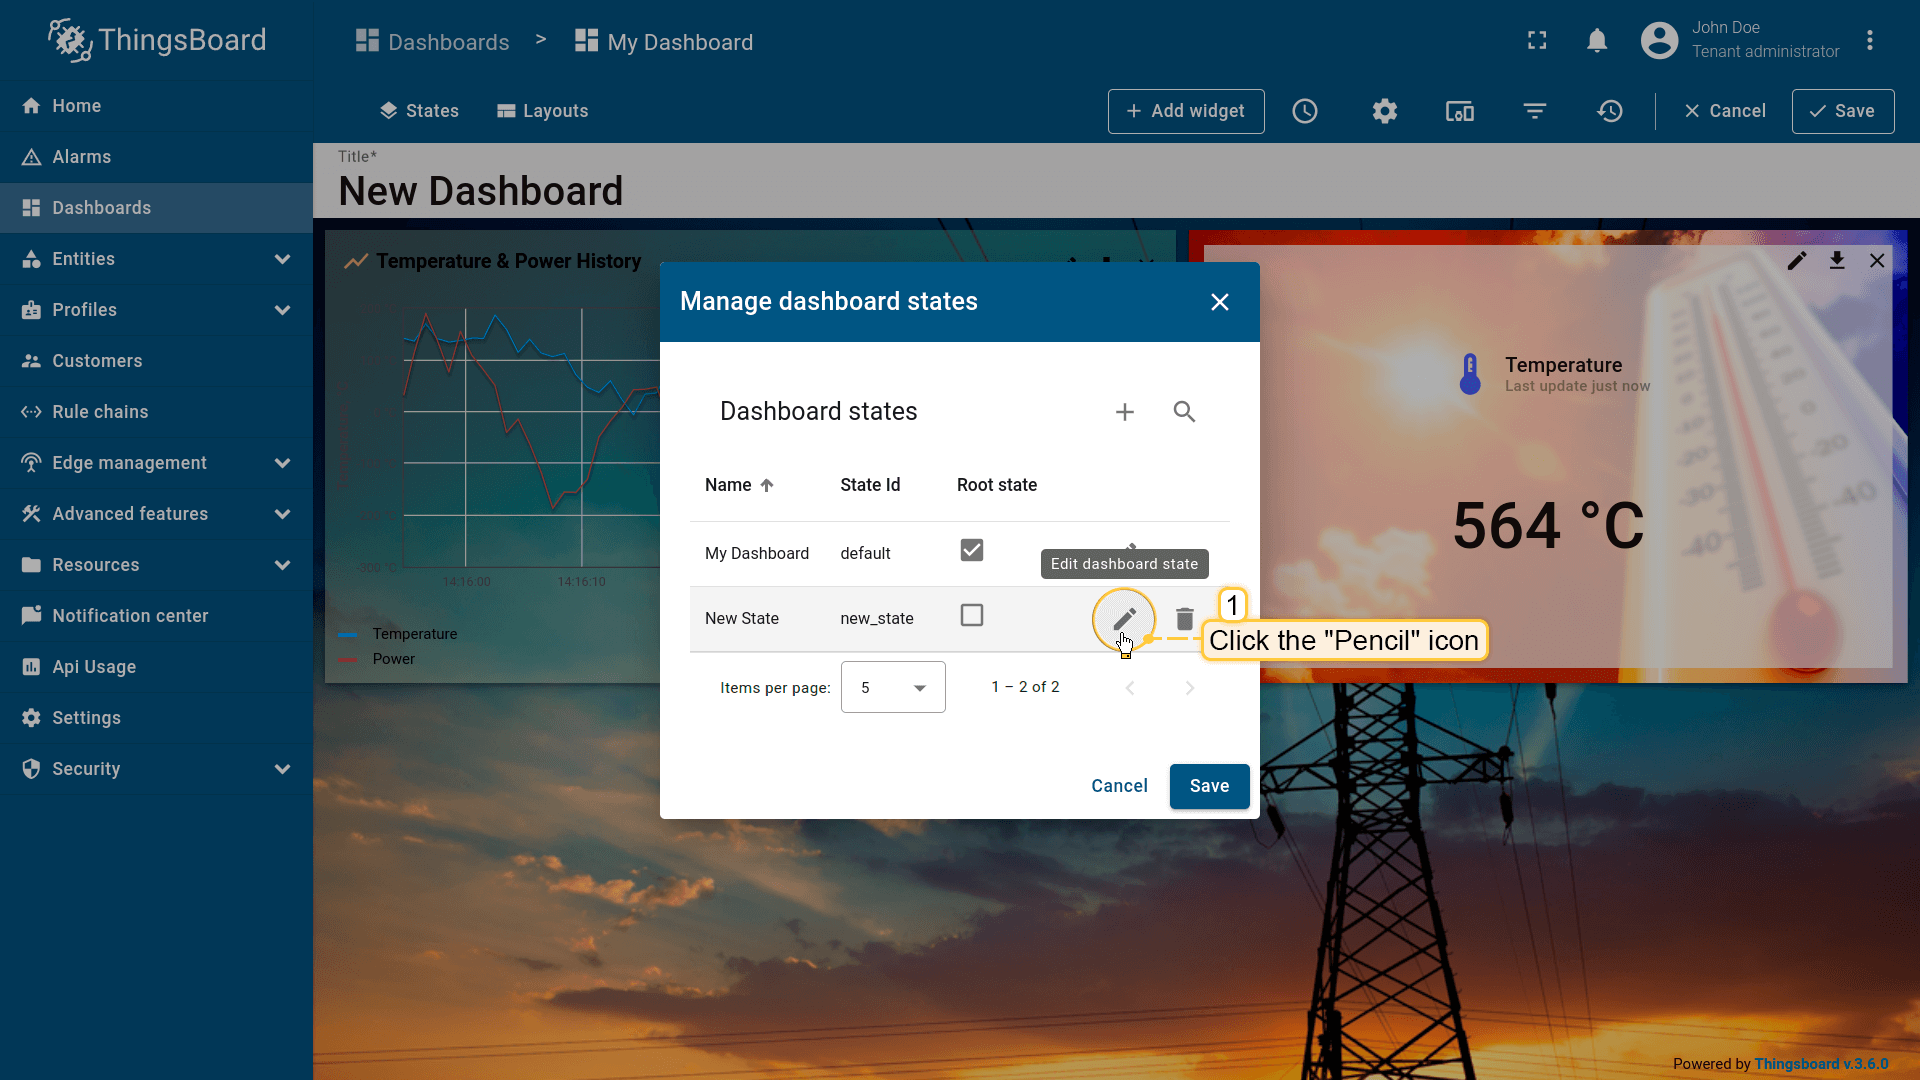 ThingsBoard
Dashboards > My Dashboard
John Doe
Tenant administrator
Home
Alarms
Dashboards
Entities
Profiles
Customers
Rule chains
Edge management
Advanced features
Resources
Notification center
Api Usage
Settings
Security
States
Layouts
+ Add widget
Cancel
Save
Title*
New Dashboard
Temperature & Power History
14:16:00
14:16:10
Temperature
Power
Manage dashboard states
Dashboard states
Name
State Id
Root state
My Dashboard
default
Edit dashboard state
New State
new_state
1
Click the "Pencil" icon
Items per page:
5
1 – 2 of 2
Cancel
Save
Temperature
Last update just now
564 °C
Powered by Thingsboard v.3.6.0